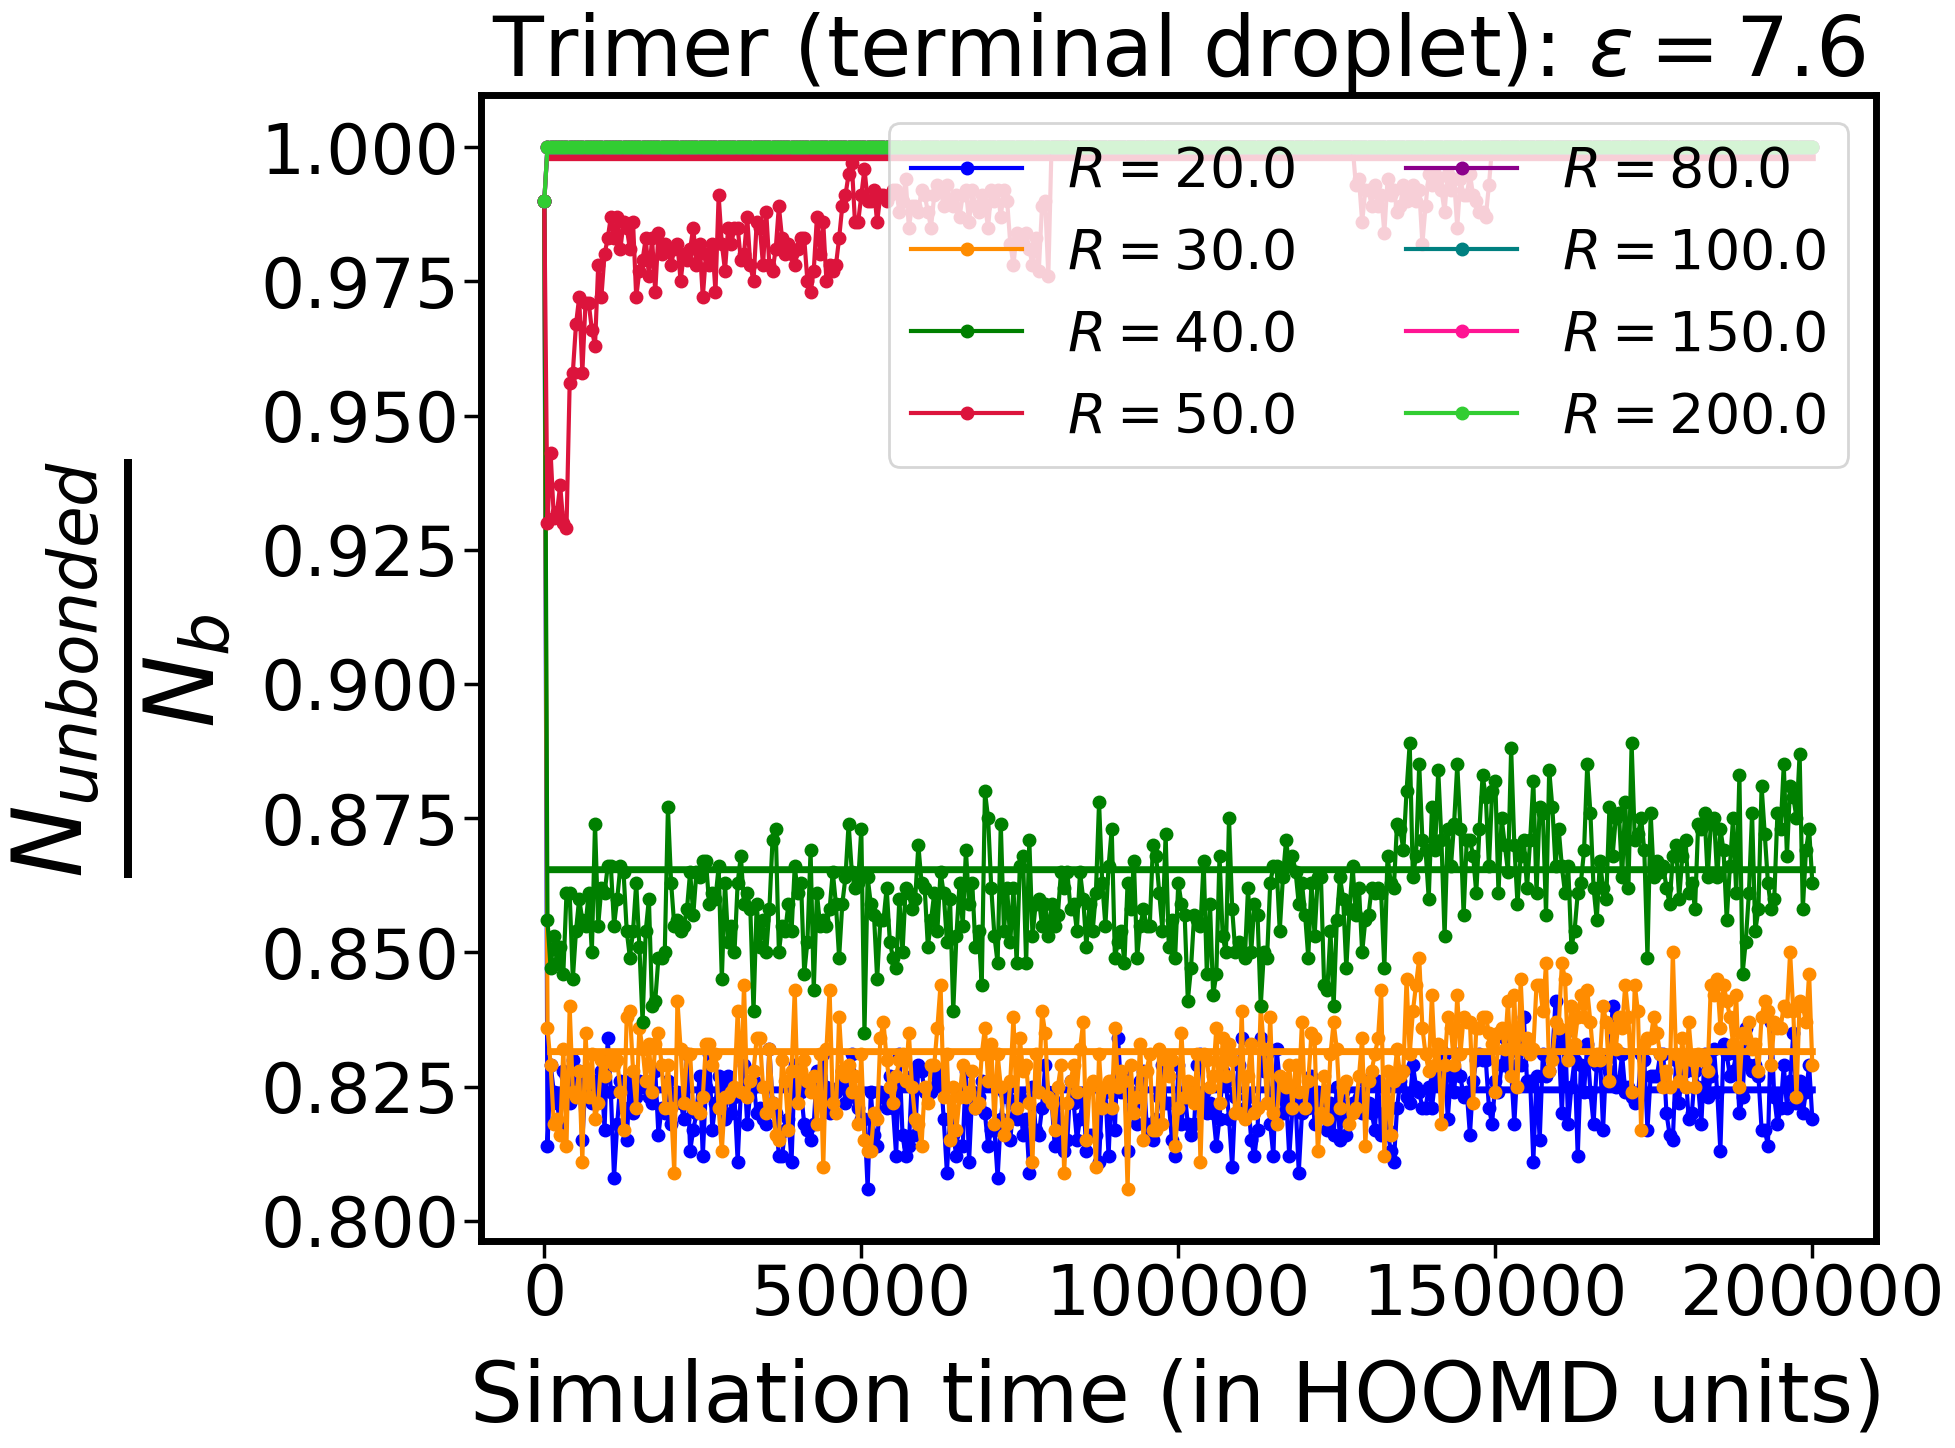 Trimer (terminal droplet): ε = 7.6
N_unbonded
N_b
1.000
0.975
0.950
0.925
0.900
0.875
0.850
0.825
0.800
R = 20.0
R = 30.0
R = 40.0
R = 50.0
R = 80.0
R = 100.0
R = 150.0
R = 200.0
0 50000 100000 150000 200000
Simulation time (in HOOMD units)